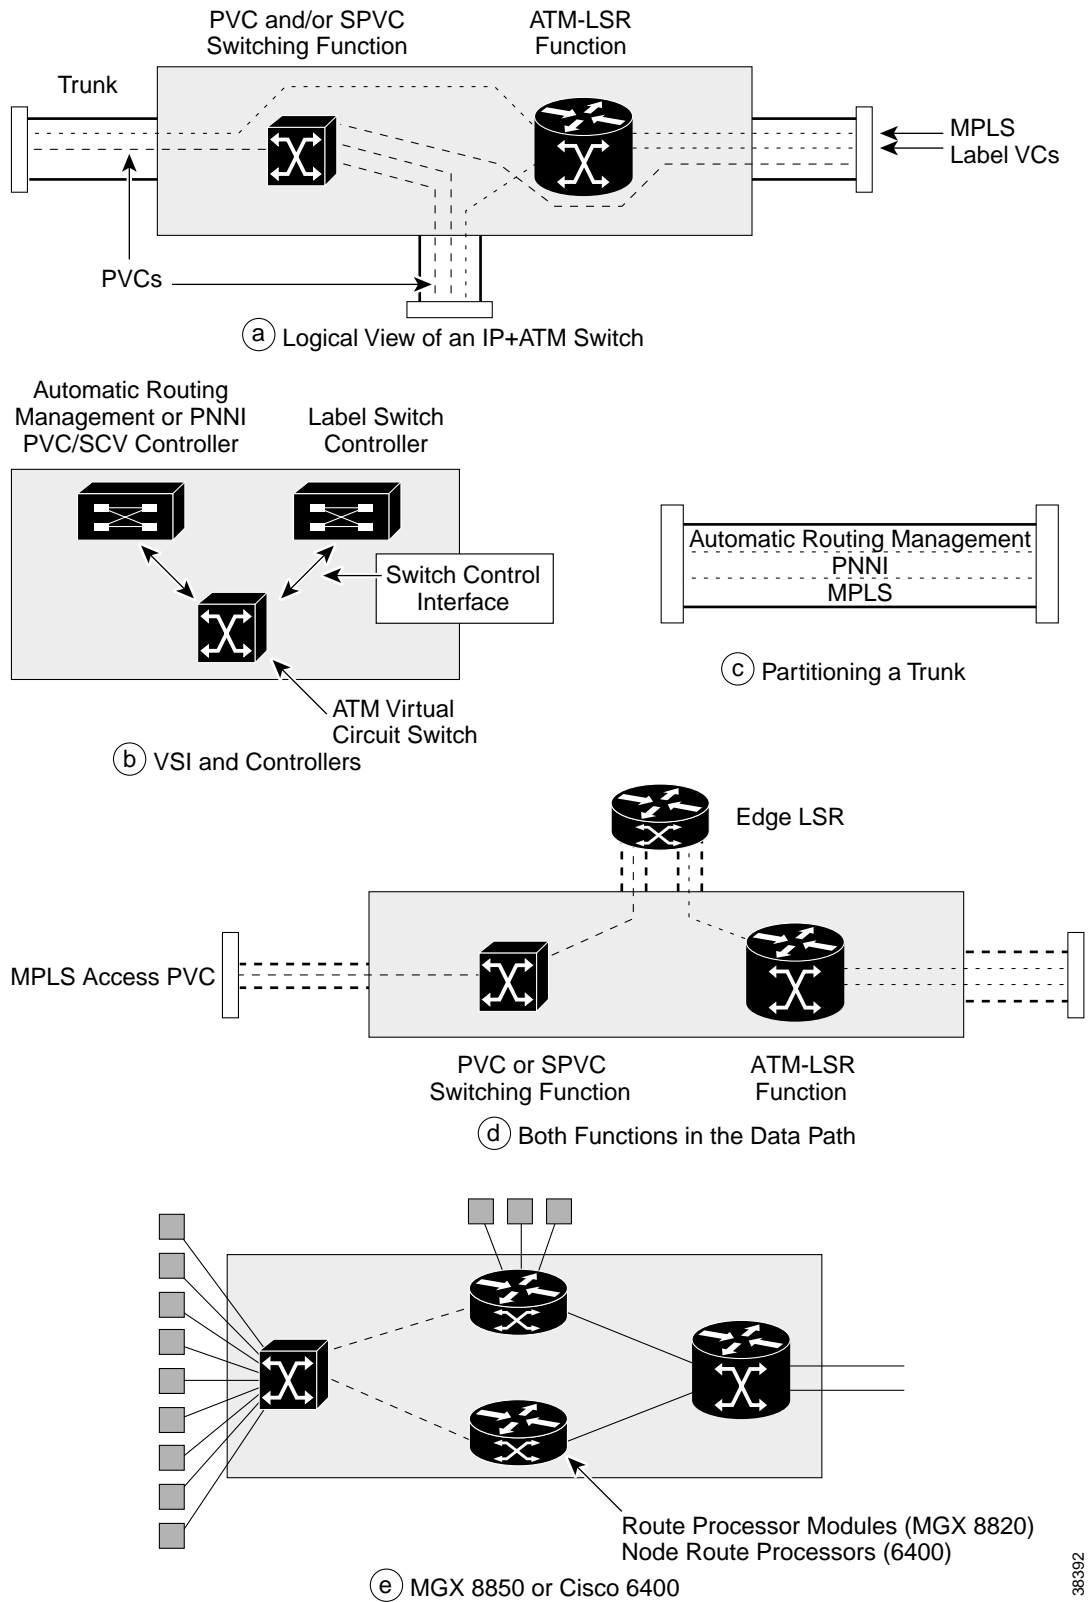 PVC and/or SPVC
Switching Function
ATM-LSR
Function
Trunk
MPLS
Label VCs
PVCs
a Logical View of an IP+ATM Switch
Automatic Routing
Management or PNNI
PVC/SCV Controller
Label Switch
Controller
Switch Control
Interface
ATM Virtual
Circuit Switch
b VSI and Controllers
Automatic Routing Management
PNNI
MPLS
c Partitioning a Trunk
Edge LSR
MPLS Access PVC
PVC or SPVC
Switching Function
ATM-LSR
Function
d Both Functions in the Data Path
Route Processor Modules (MGX 8820)
Node Route Processors (6400)
e MGX 8850 or Cisco 6400
38392